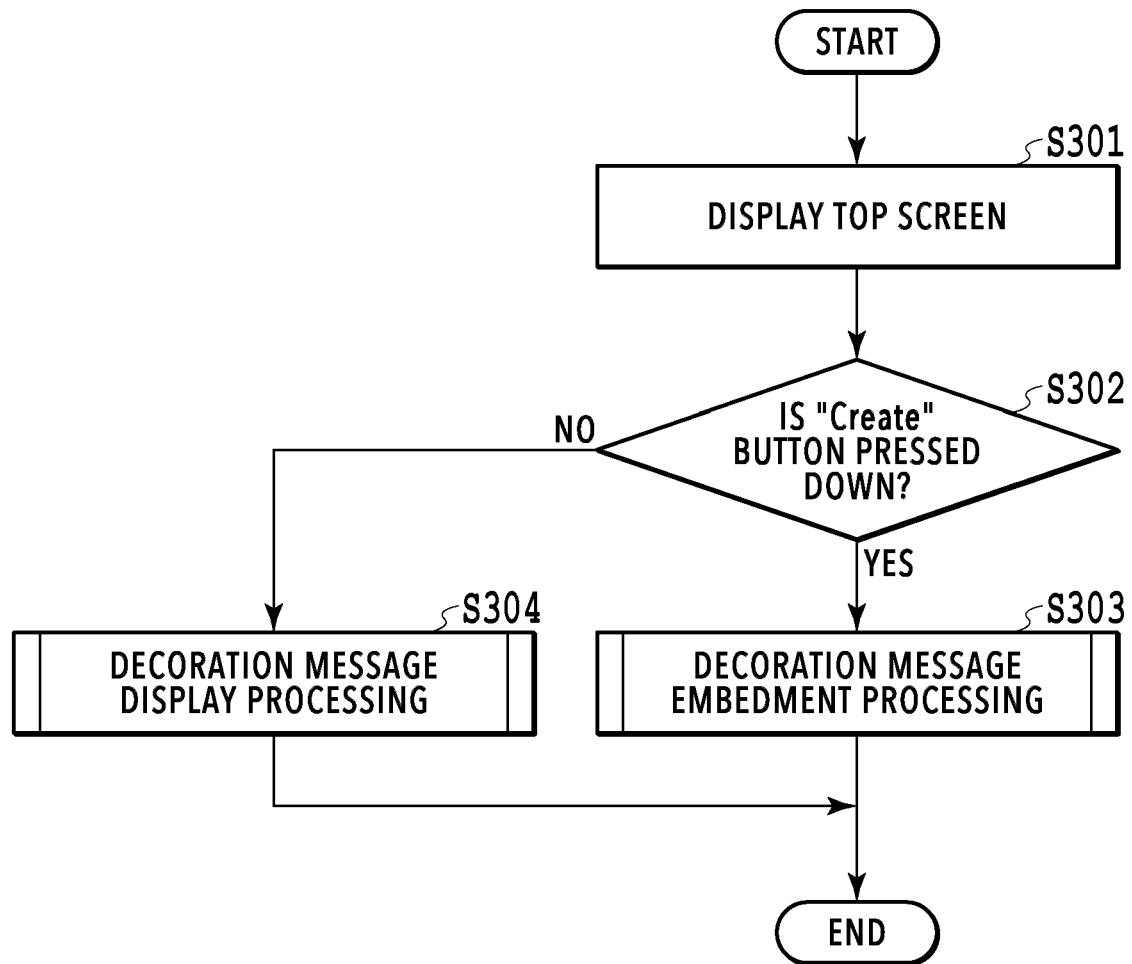 START
S301
DISPLAY TOP SCREEN
S302
IS "Create"
BUTTON PRESSED
DOWN?
NO
YES
S304
DECORATION MESSAGE
DISPLAY PROCESSING
S303
DECORATION MESSAGE
EMBEDMENT PROCESSING
END